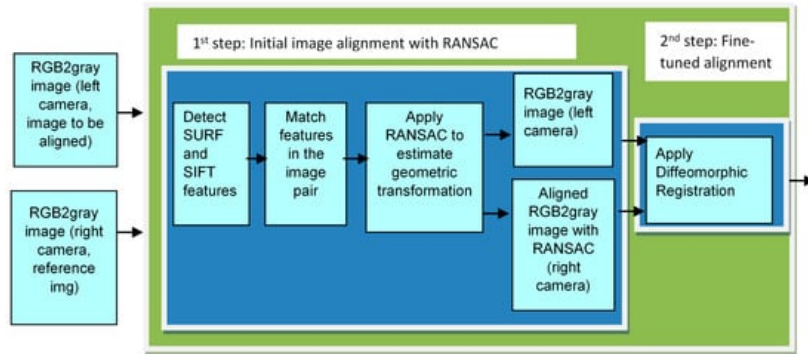 1st step: Initial image alignment with RANSAC
2nd step: Fine-
tuned alignment
RGB2gray
image (left
camera,
image to be
aligned)
RGB2gray
image (right
camera,
reference
img)
Detect
SURF
and
SIFT
features
Match
features
in the
image
pair
Apply
RANSAC to
estimate
geometric
transformation
RGB2gray
image (left
camera)
Aligned
RGB2gray
image with
RANSAC
(right
camera)
Apply
Diffeomorphic
Registration